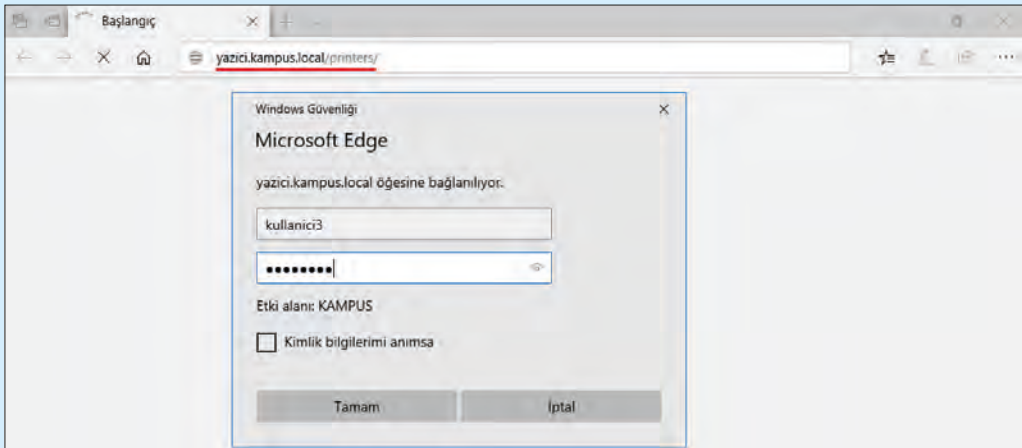 Başlangıç
yazici.kampus.local/printers/
Windows Güvenliği
Microsoft Edge
yazici.kampus.local öğesine bağlanılıyor.
kullanici3
Etki alanı: KAMPUS
Kimlik bilgilerimi anımsa
Tamam
İptal